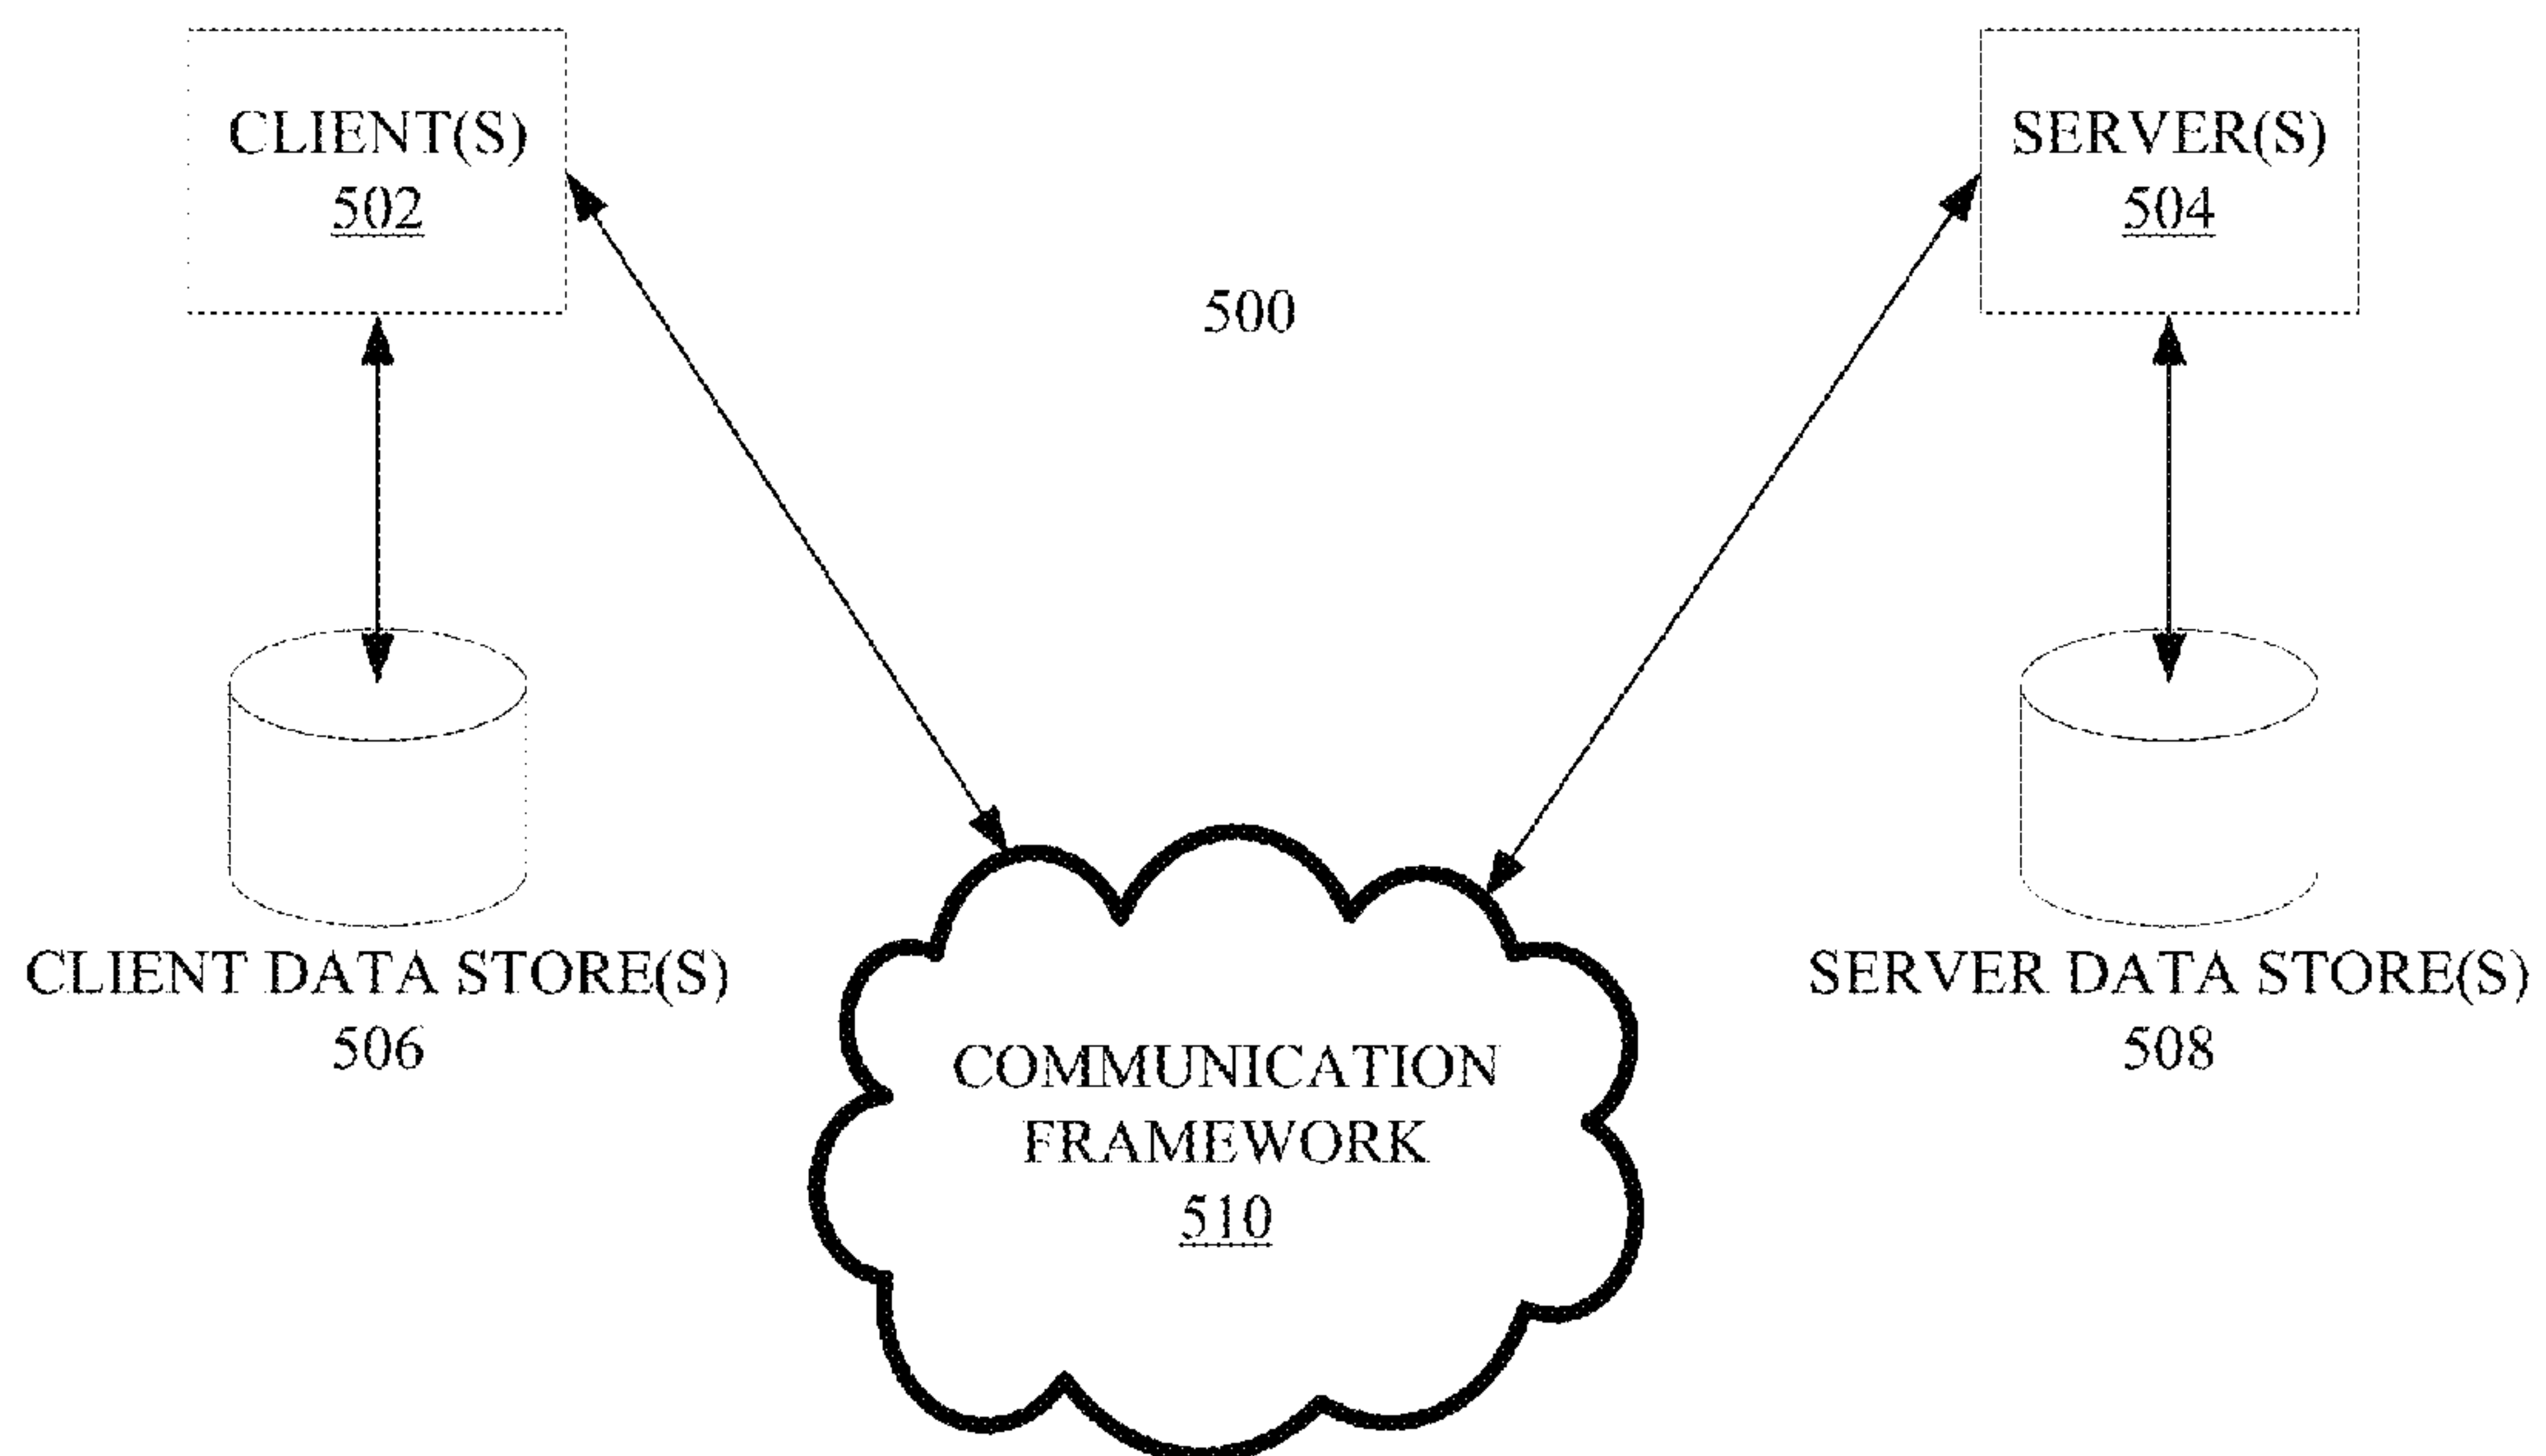 CLIENT(S)
502
SERVER(S)
504
500
CLIENT DATA STORE(S)
506
SERVER DATA STORE(S)
508
COMMUNICATION
FRAMEWORK
510